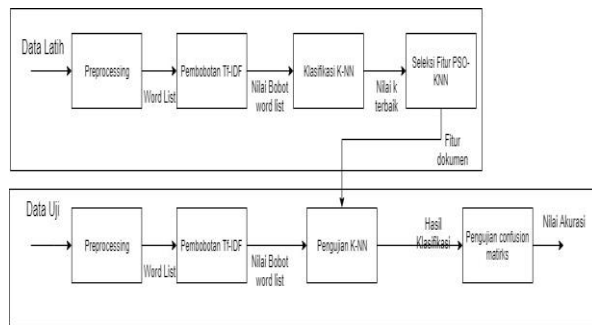 Data Latih
Preprocessing
Word List
Pembobotan Tf-IDF
Nilai Bobot
word list
Klasifikasi K-NN
Nilai k
terbaik
Seleksi Fitur PSO-
KNN
Fitur
dokumen
Data Uji
Preprocessing
Word List
Pembobotan Tf-IDF
Nilai Bobot
word list
Pengujian K-NN
Hasil
Klasifikasi
Pengujian confusion
matirks
Nilai Akurasi